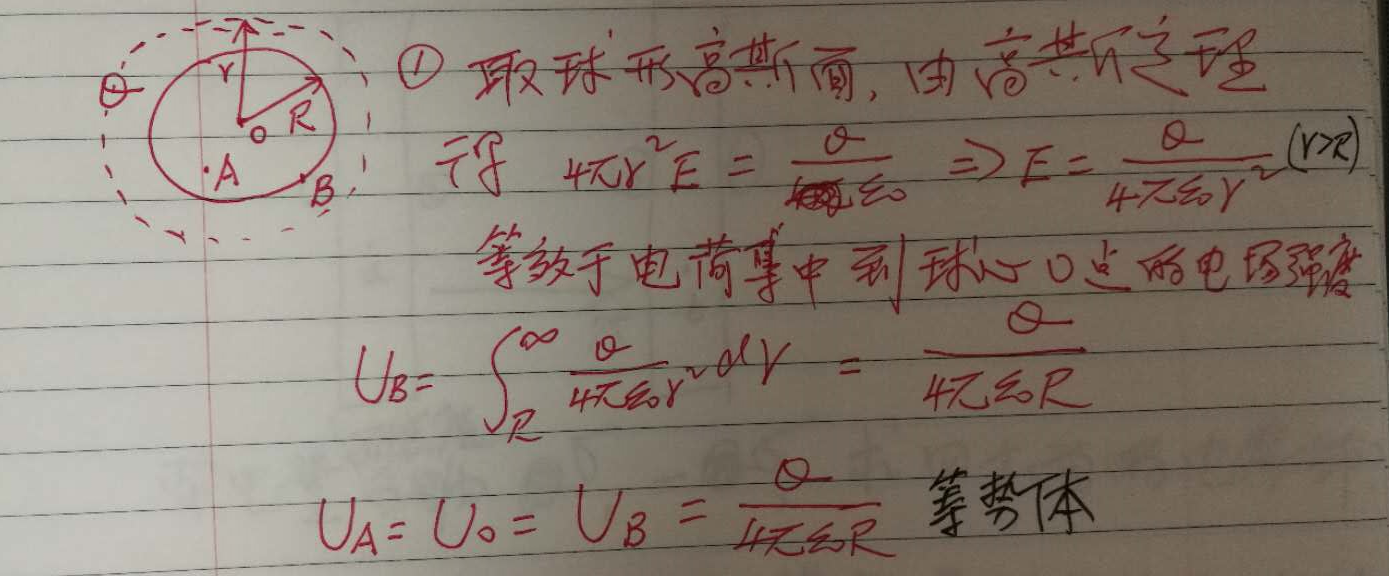 Q r R O A B
① 取球形高斯面,由高斯定理
得 4πr²E = Q/ε₀ => E = Q/4πε₀r² (r>R)
等效于电荷集中到球心O点的电场强度
U_B = ∫_R^∞ Q/4πε₀r² dr = Q/4πε₀R
U_A = U₀ = U_B = Q/4πε₀R 等势体